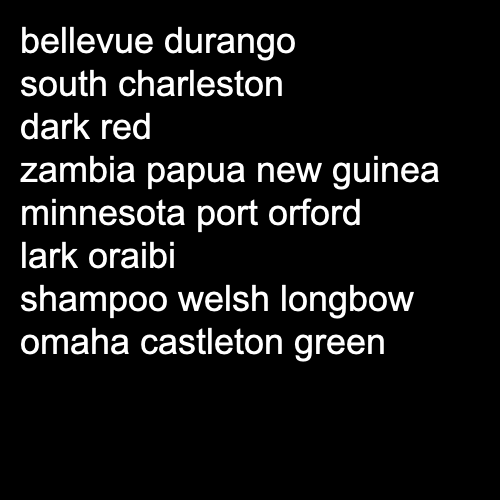 bellevue durango
south charleston
dark red
zambia papua new guinea
minnesota port orford
lark oraibi
shampoo welsh longbow
omaha castleton green